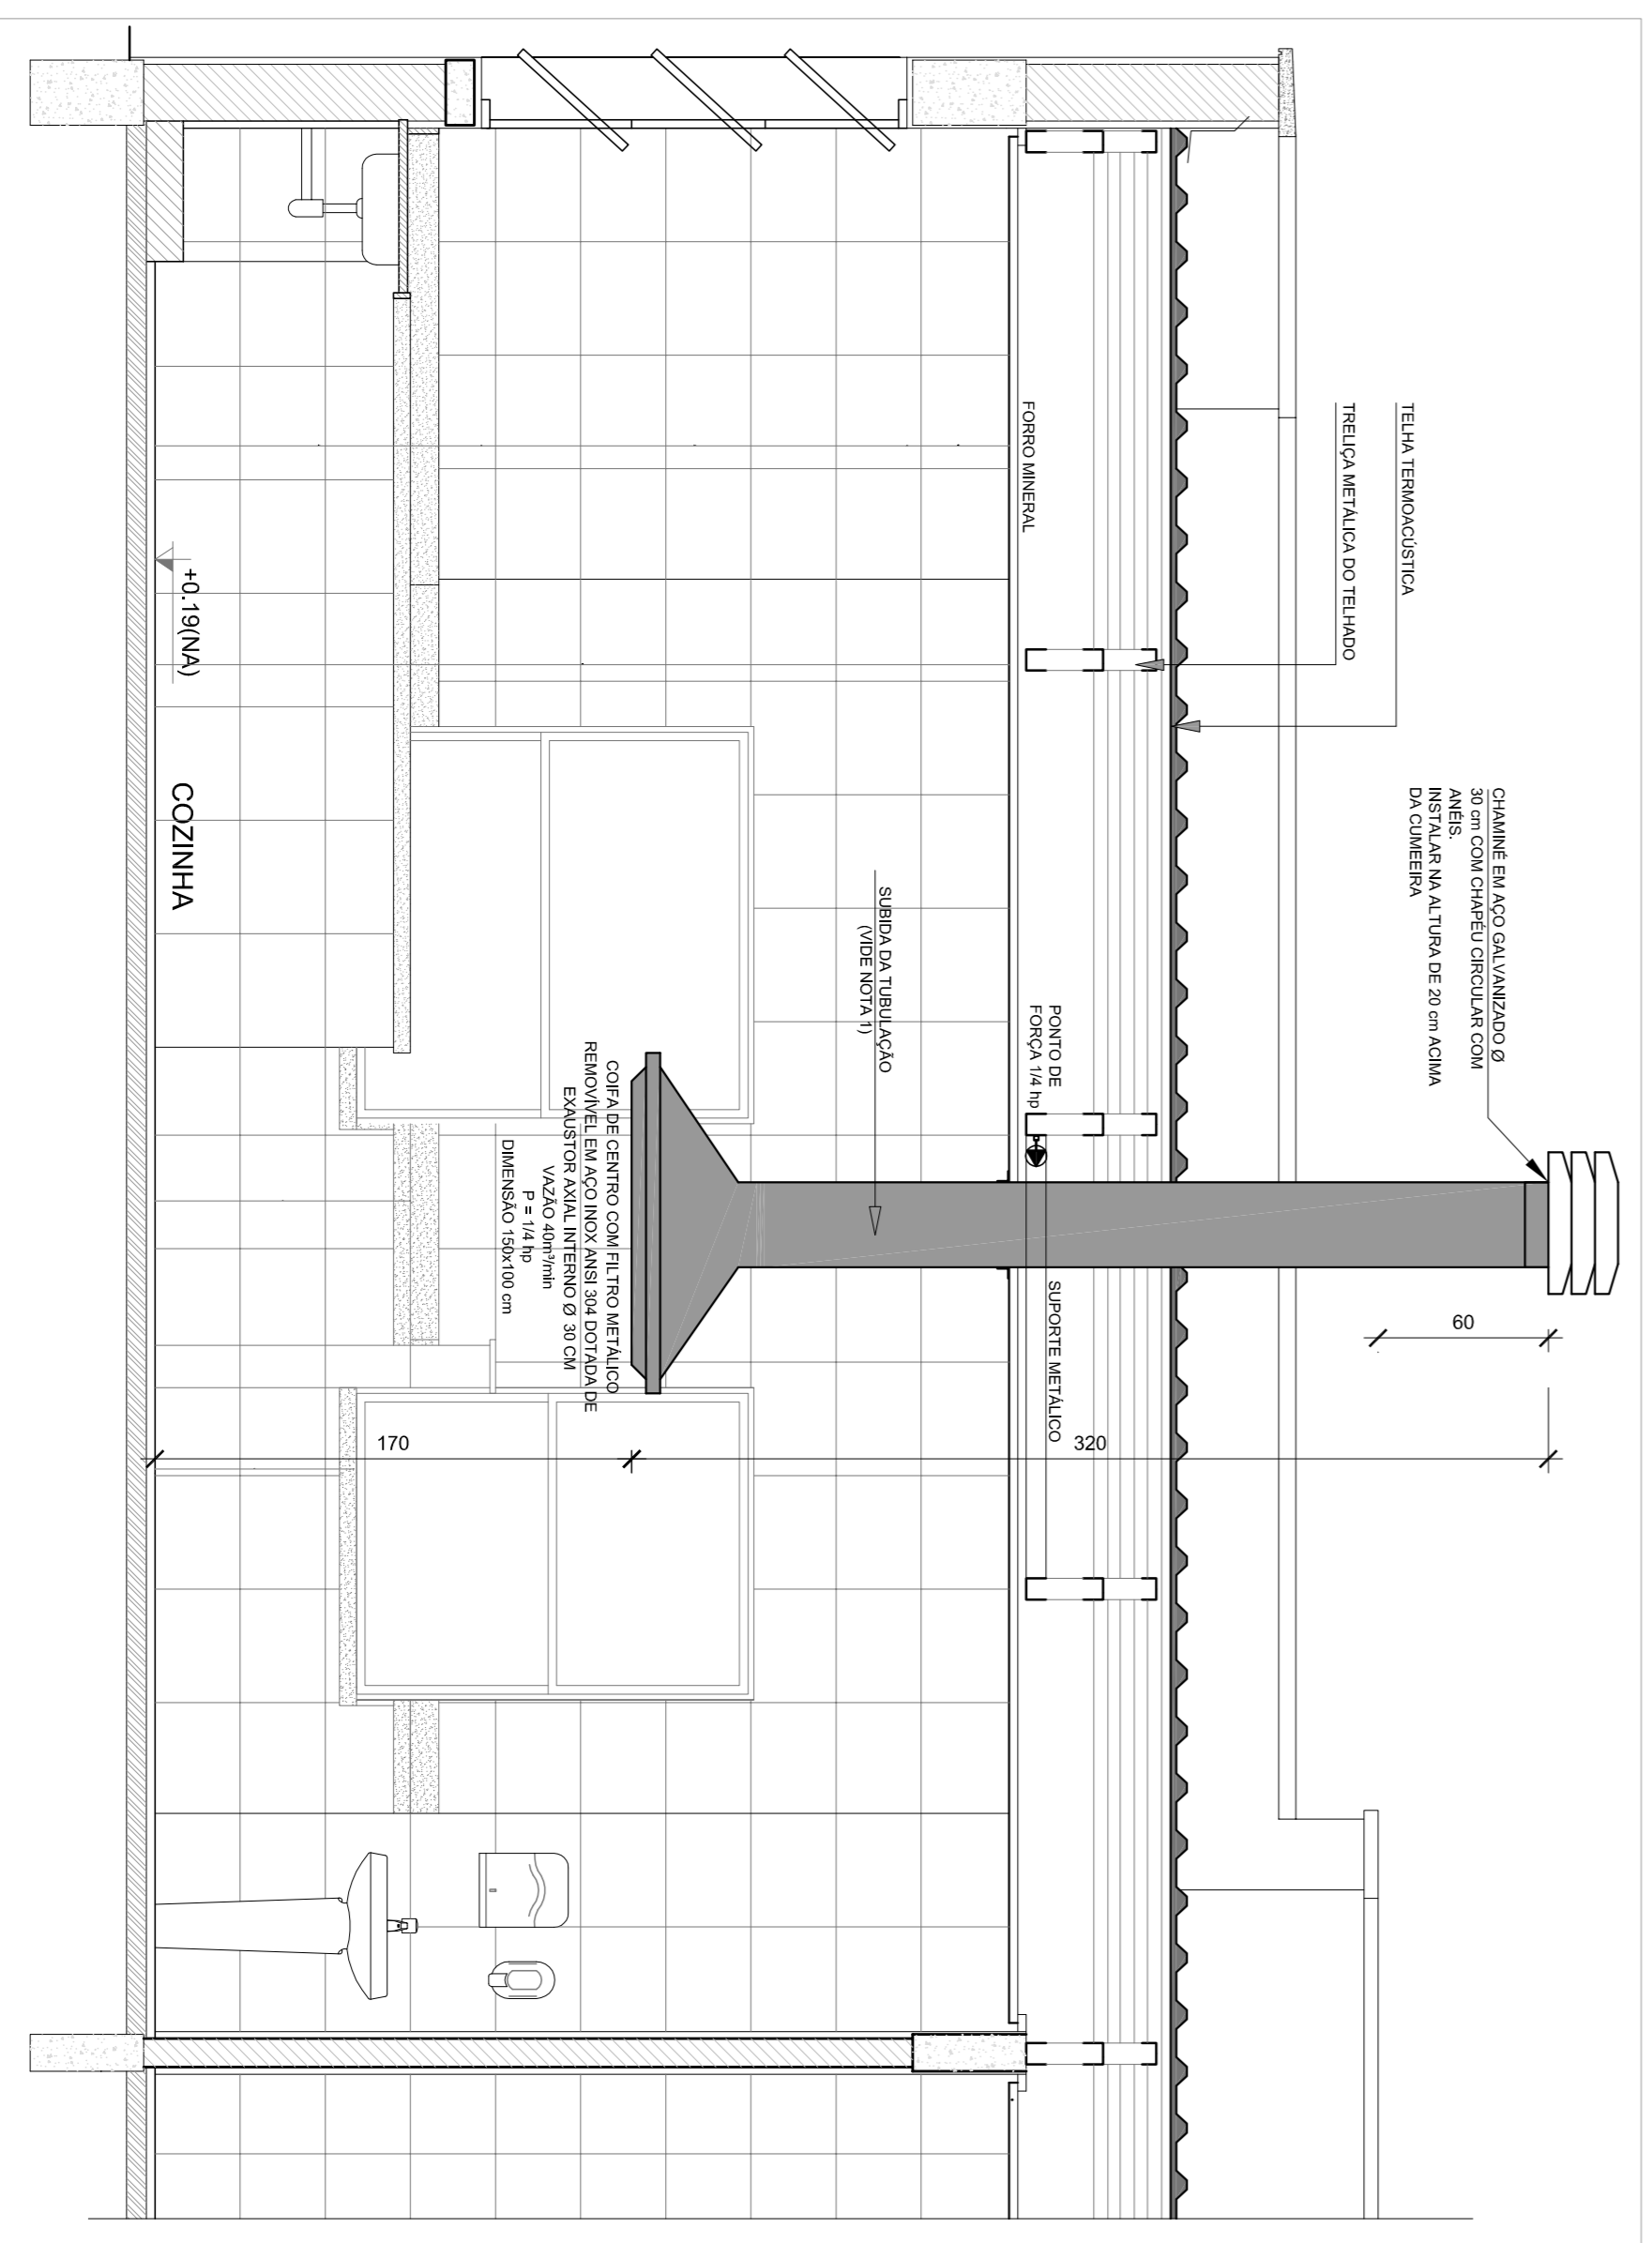 CHAMINÉ EM AÇO GALVANIZADO Ø
30 cm COM CHAPÉU CIRCULAR COM
ANÉIS.
INSTALAR NA ALTURA DE 20 cm ACIMA
DA CUMEEIRA
TELHA TERMOACÚSTICA
TRELIÇA METÁLICA DO TELHADO
60
FORRO MINERAL
PONTO DE
FORÇA 1/4 hp
SUPORTE METÁLICO
320
SUBIDA DA TUBULAÇÃO
(VIDE NOTA 1)
COIFA DE CENTRO COM FILTRO METÁLICO
REMOVÍVEL EM AÇO INOX ANSI 304 DOTADA DE
EXAUSTOR AXIAL INTERNO Ø 30 CM
VAZÃO 40m³/min
P = 1/4 hp
DIMENSÃO 150x100 cm
170
+0.19(NA)
COZINHA